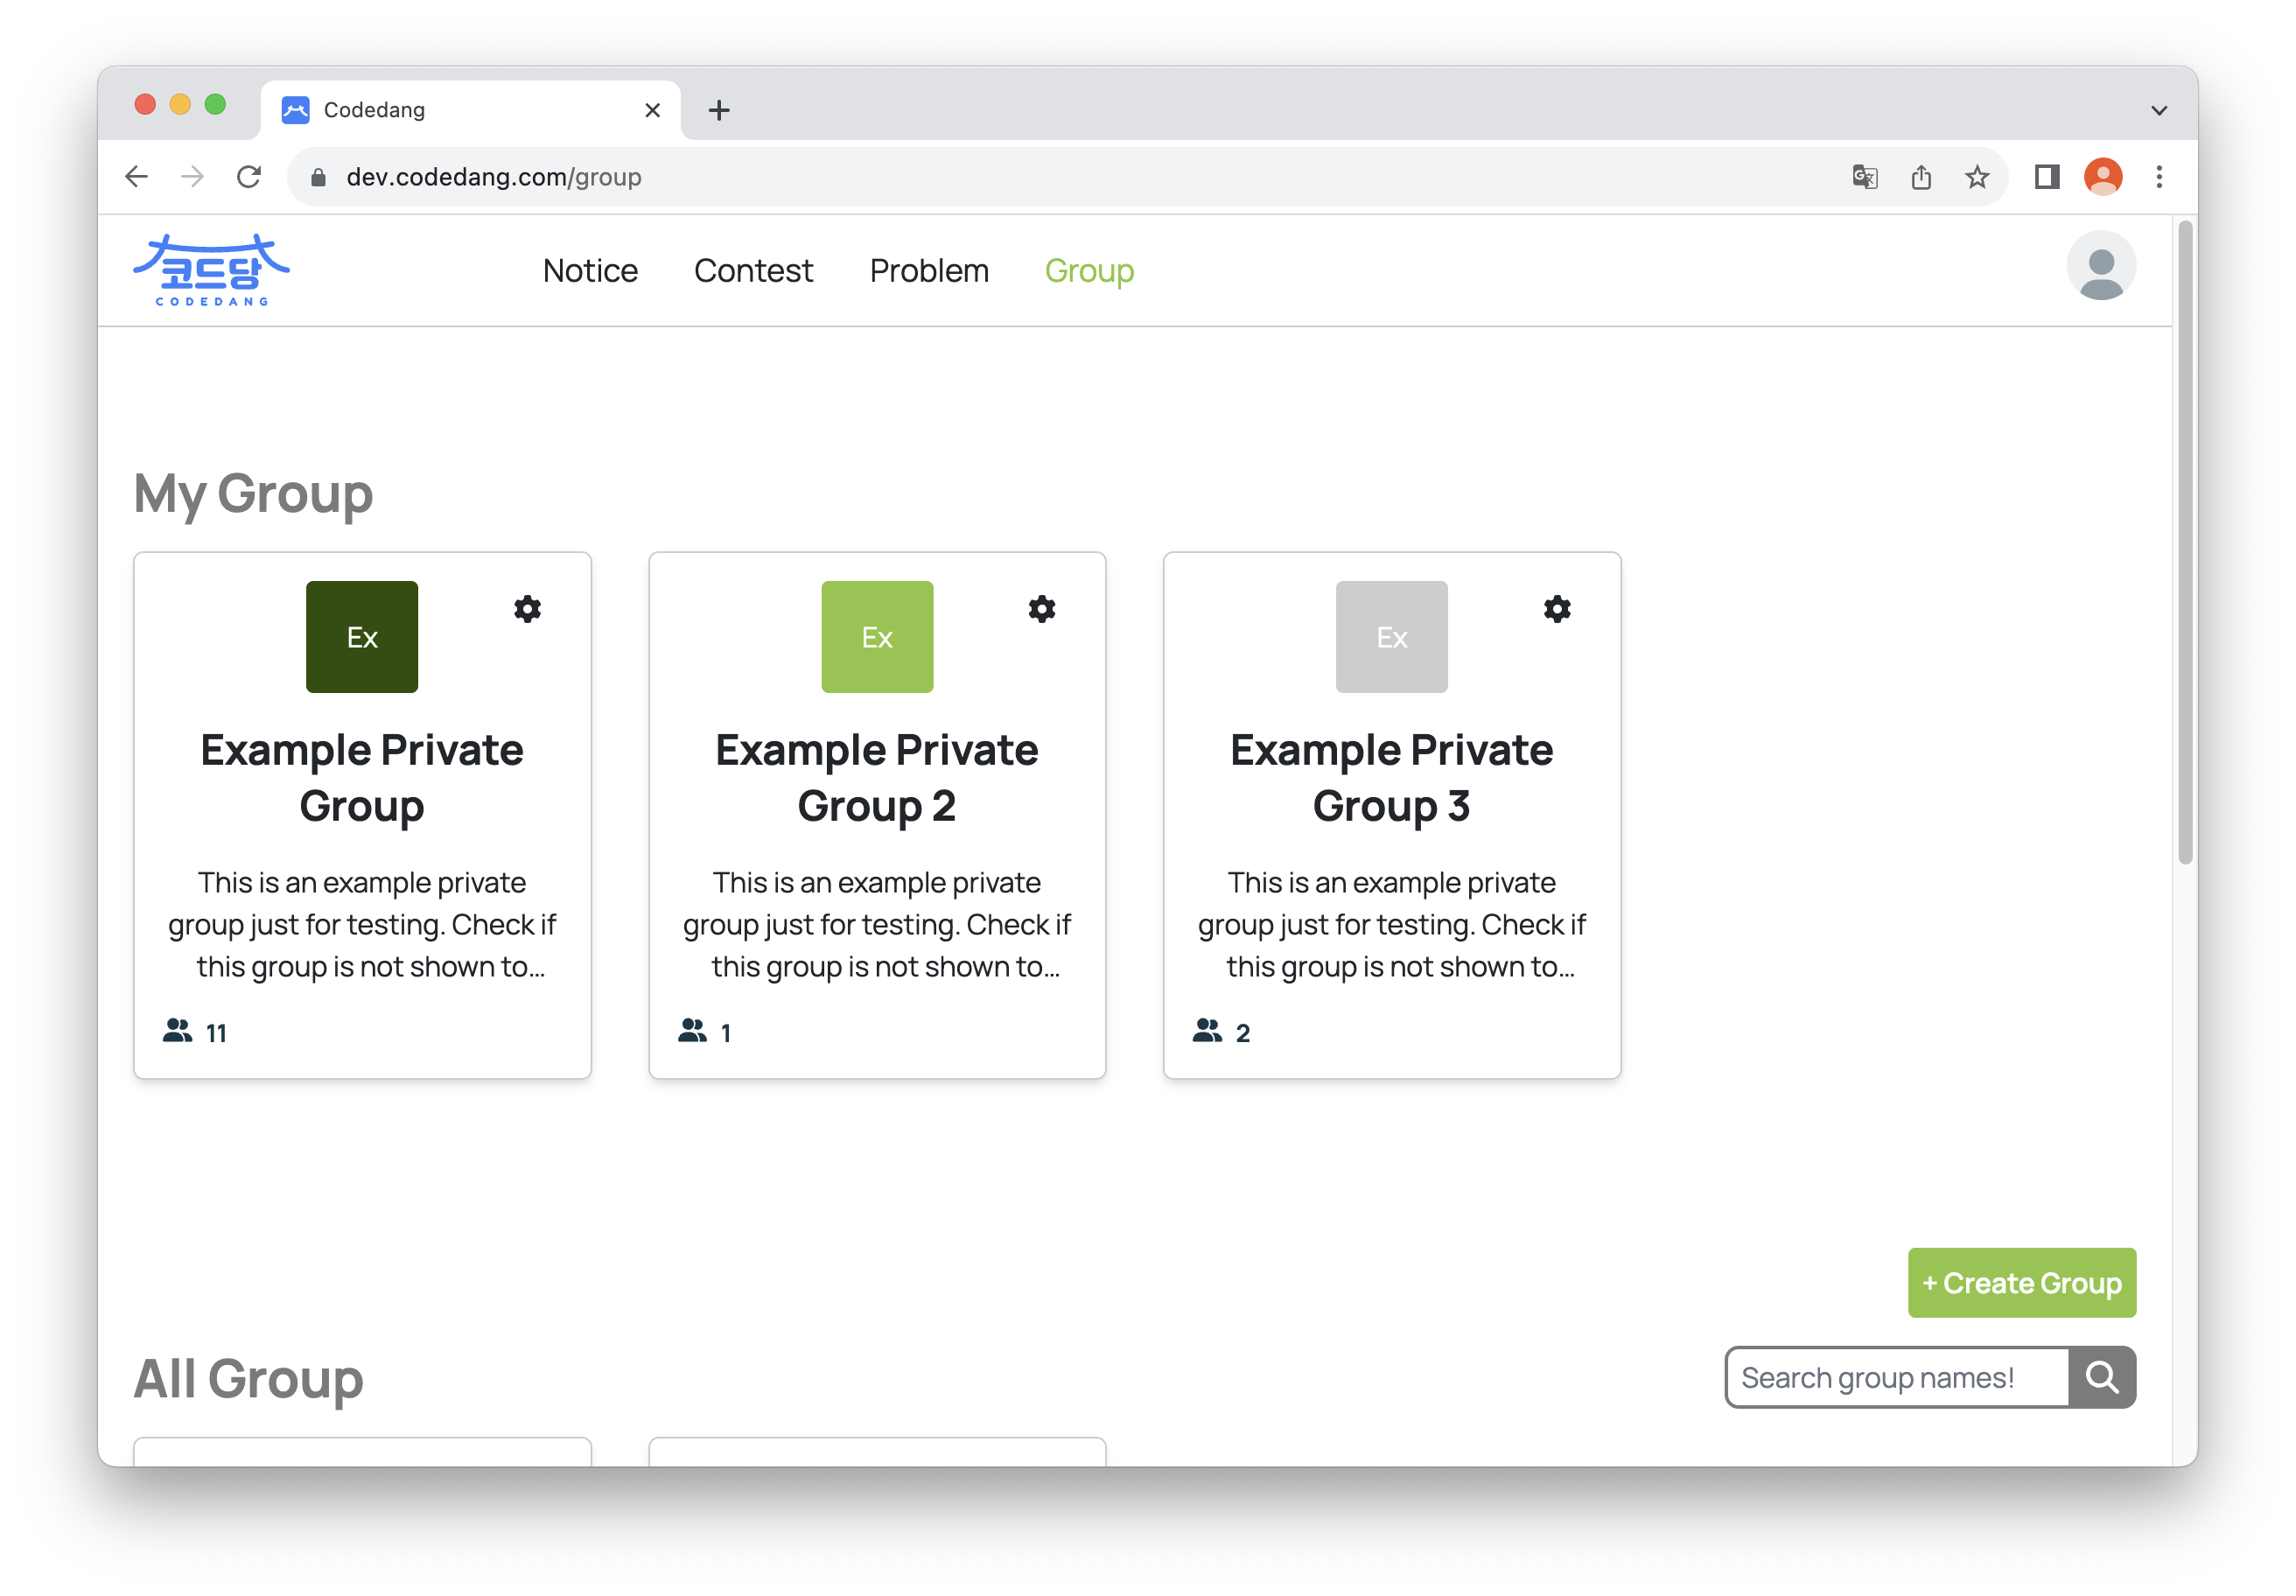 Codedang
dev.codedang.com/group
코드당
CODEDANG
Notice Contest Problem Group
My Group
Ex
Example Private
Group
This is an example private
group just for testing. Check if
this group is not shown to...
11
Ex
Example Private
Group 2
This is an example private
group just for testing. Check if
this group is not shown to...
1
Ex
Example Private
Group 3
This is an example private
group just for testing. Check if
this group is not shown to...
2
+ Create Group
All Group
Search group names!